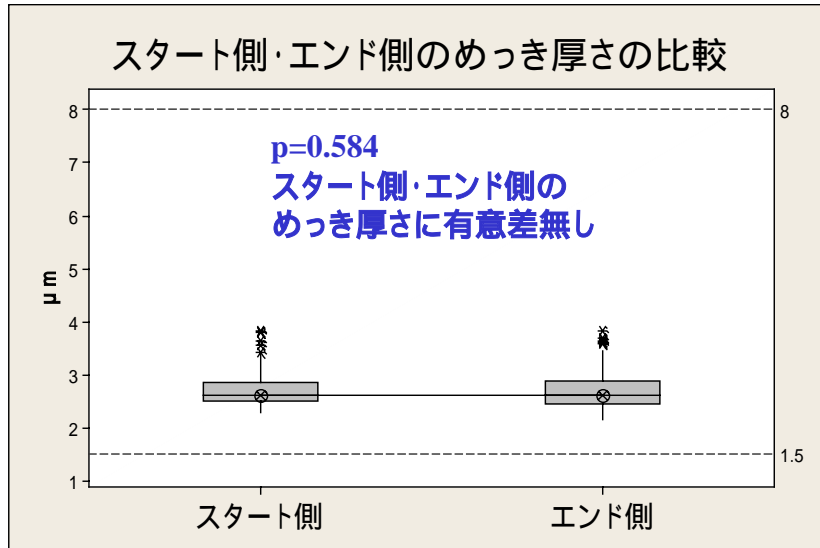 スタート側・エンド側のめっき厚さの比較
8
7
6
5
4
3
2
1
μm
8
1.5
p=0.584
スタート側・エンド側の
めっき厚さに有意差無し
スタート側
エンド側